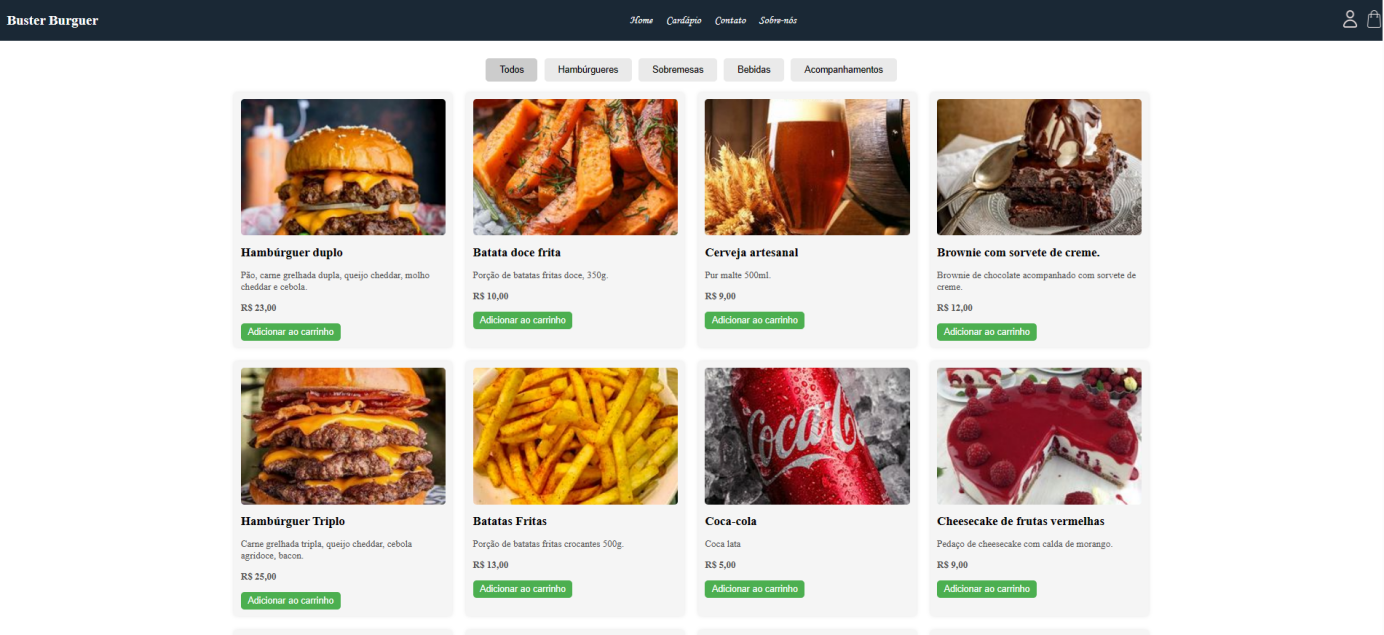 Buster Burguer
Home Cardápio Contato Sobre-nós
Todos Hambúrgueres Sobremesas Bebidas Acompanhamentos
Hambúrguer duplo
Pão, carne grelhada dupla, queijo cheddar, molho
cheddar e cebola.
R$ 23,00
Adicionar ao carrinho
Batata doce frita
Porção de batatas fritas doce, 350g.
R$ 10,00
Adicionar ao carrinho
Cerveja artesanal
Pur malte 500ml.
R$ 9,00
Adicionar ao carrinho
Brownie com sorvete de creme.
Brownie de chocolate acompanhado com sorvete de
creme.
R$ 12,00
Adicionar ao carrinho
Hambúrguer Triplo
Carne grelhada tripla, queijo cheddar, cebola
agridoce, bacon.
R$ 25,00
Adicionar ao carrinho
Batatas Fritas
Porção de batatas fritas crocantes 500g.
R$ 13,00
Adicionar ao carrinho
Coca-C
Coca-cola
Coca lata
R$ 5,00
Adicionar ao carrinho
Cheesecake de frutas vermelhas
Pedaço de cheesecake com calda de morango.
R$ 9,00
Adicionar ao carrinho